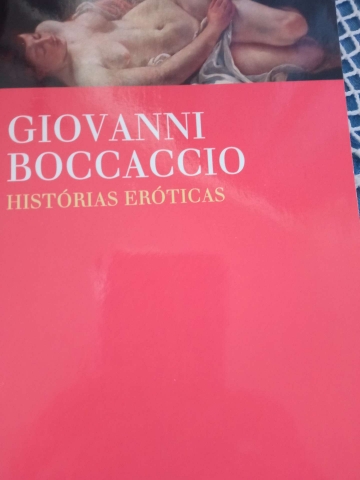 GIOVANNI
BOCCACCIO
HISTÓRIAS ERÓTICAS